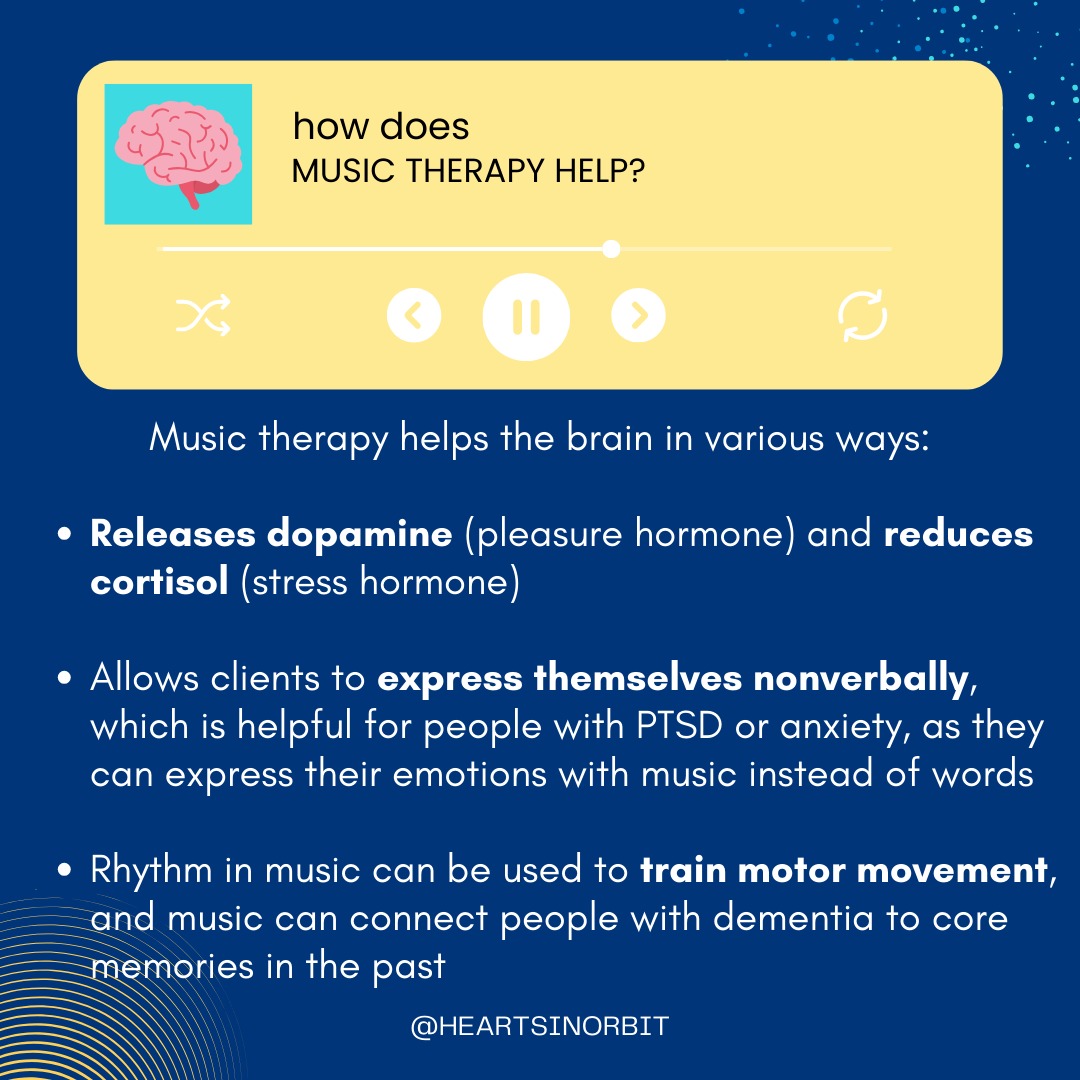 how does
MUSIC THERAPY HELP?
Music therapy helps the brain in various ways:
• Releases dopamine (pleasure hormone) and reduces
cortisol (stress hormone)
• Allows clients to express themselves nonverbally,
which is helpful for people with PTSD or anxiety, as they
can express their emotions with music instead of words
• Rhythm in music can be used to train motor movement,
and music can connect people with dementia to core
memories in the past
@HEARTSINORBIT